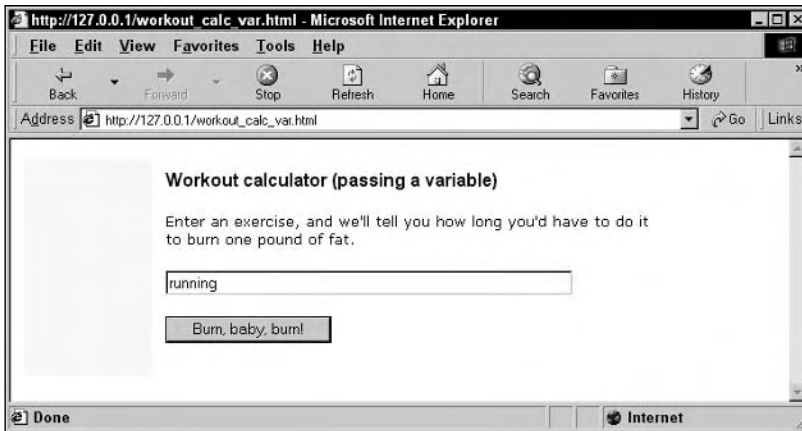 http://127.0.0.1/workout_calc_var.html - Microsoft Internet Explorer
File Edit View Favorites Tools Help
Back Forward Stop Refresh Home Search Favorites History »
Address http://127.0.0.1/workout_calc_var.html Go Links
Workout calculator (passing a variable)
Enter an exercise, and we'll tell you how long you'd have to do it
to burn one pound of fat.
running
Burn, baby, burn!
Done Internet